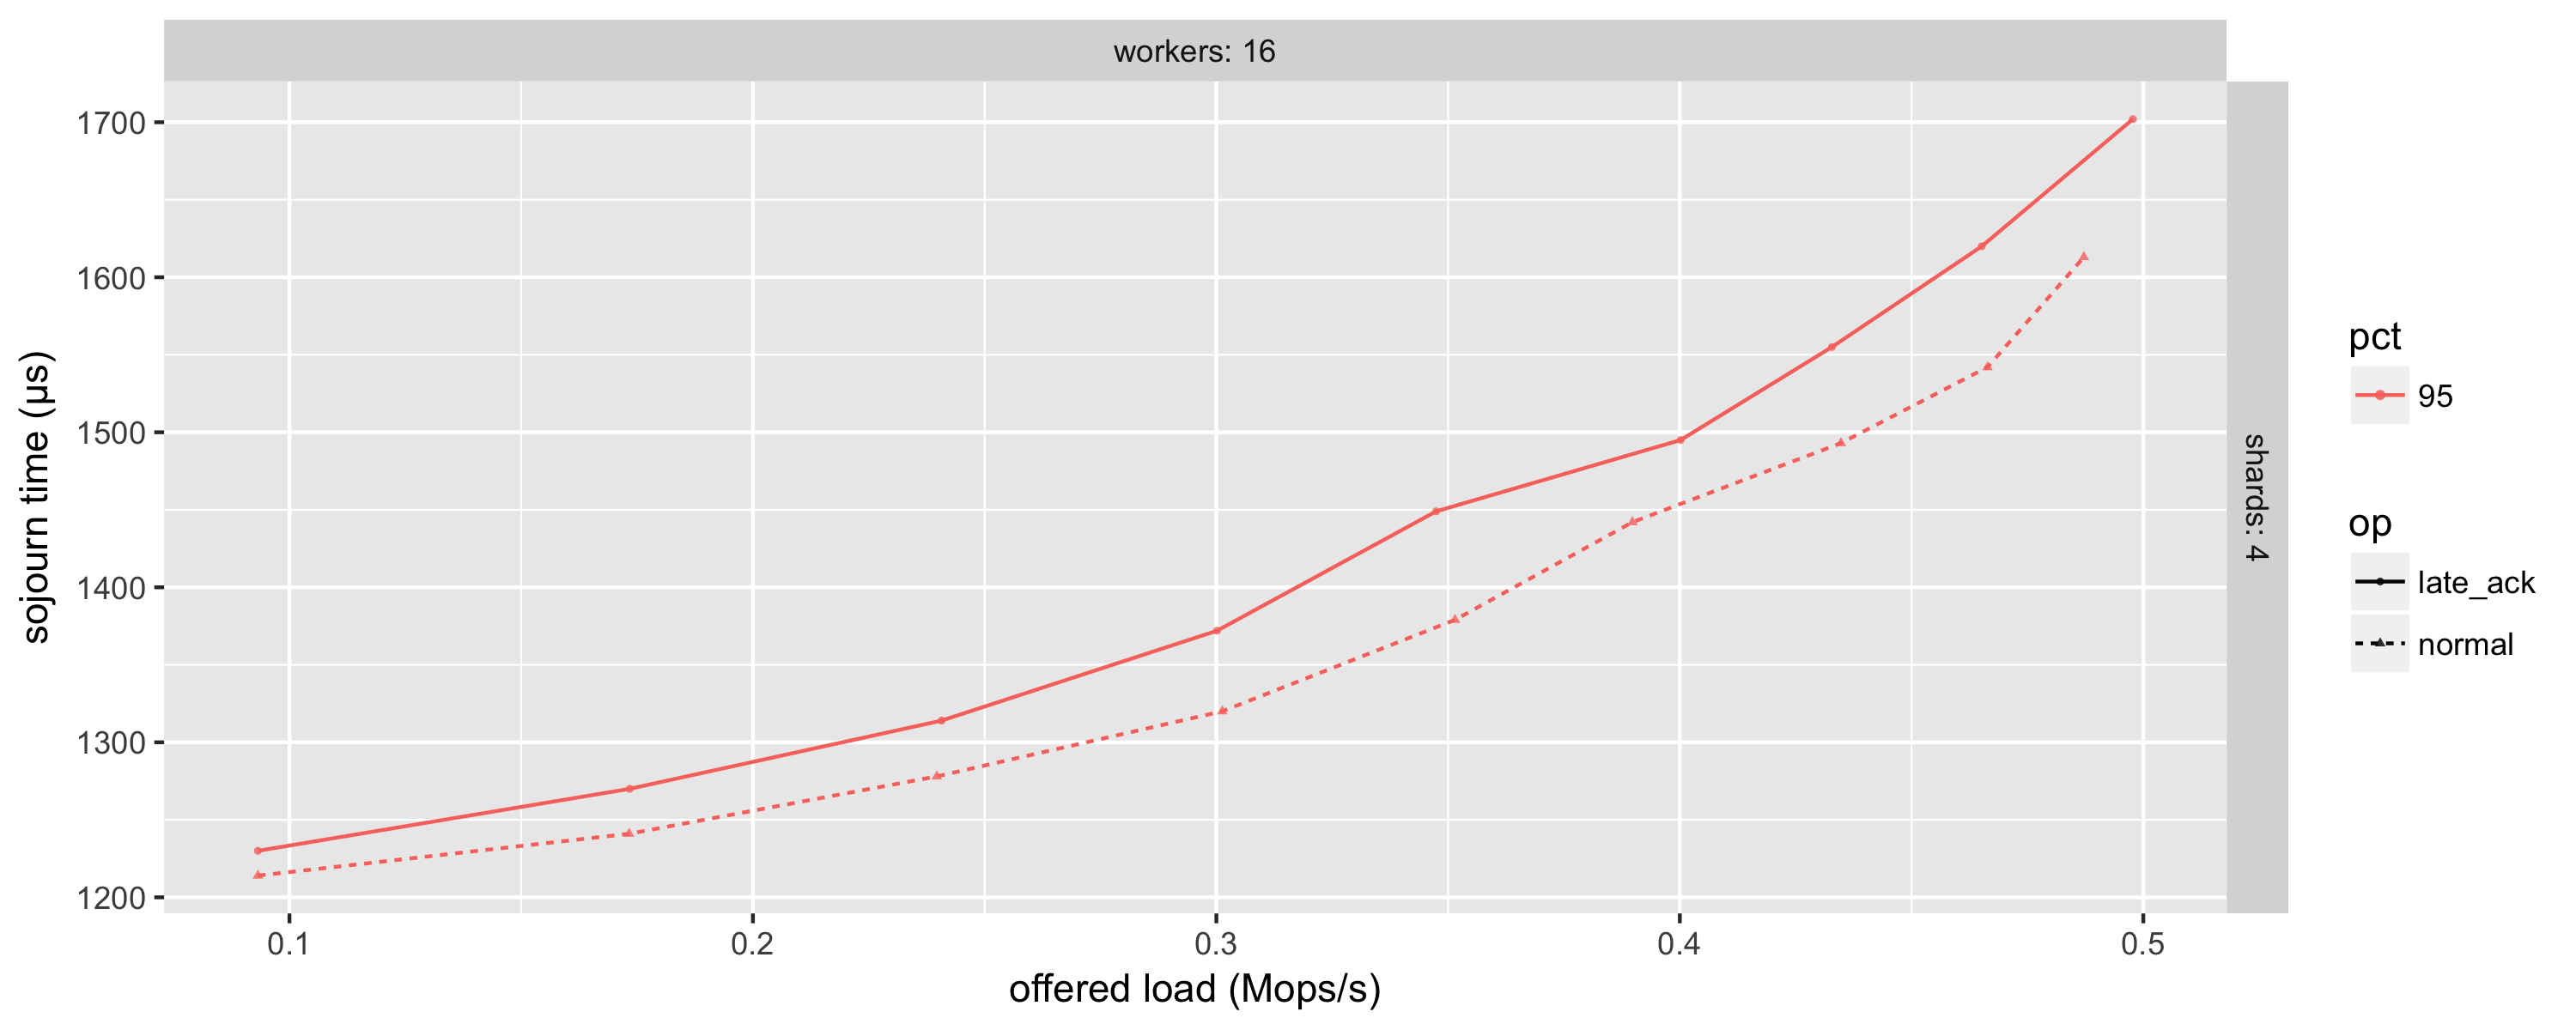 workers: 16
1700
1600
1500
1400
1300
1200
sojourn time (µs)
0.1
0.2
0.3
0.4
0.5
offered load (Mops/s)
shards: 4
pct
95
op
late_ack
normal